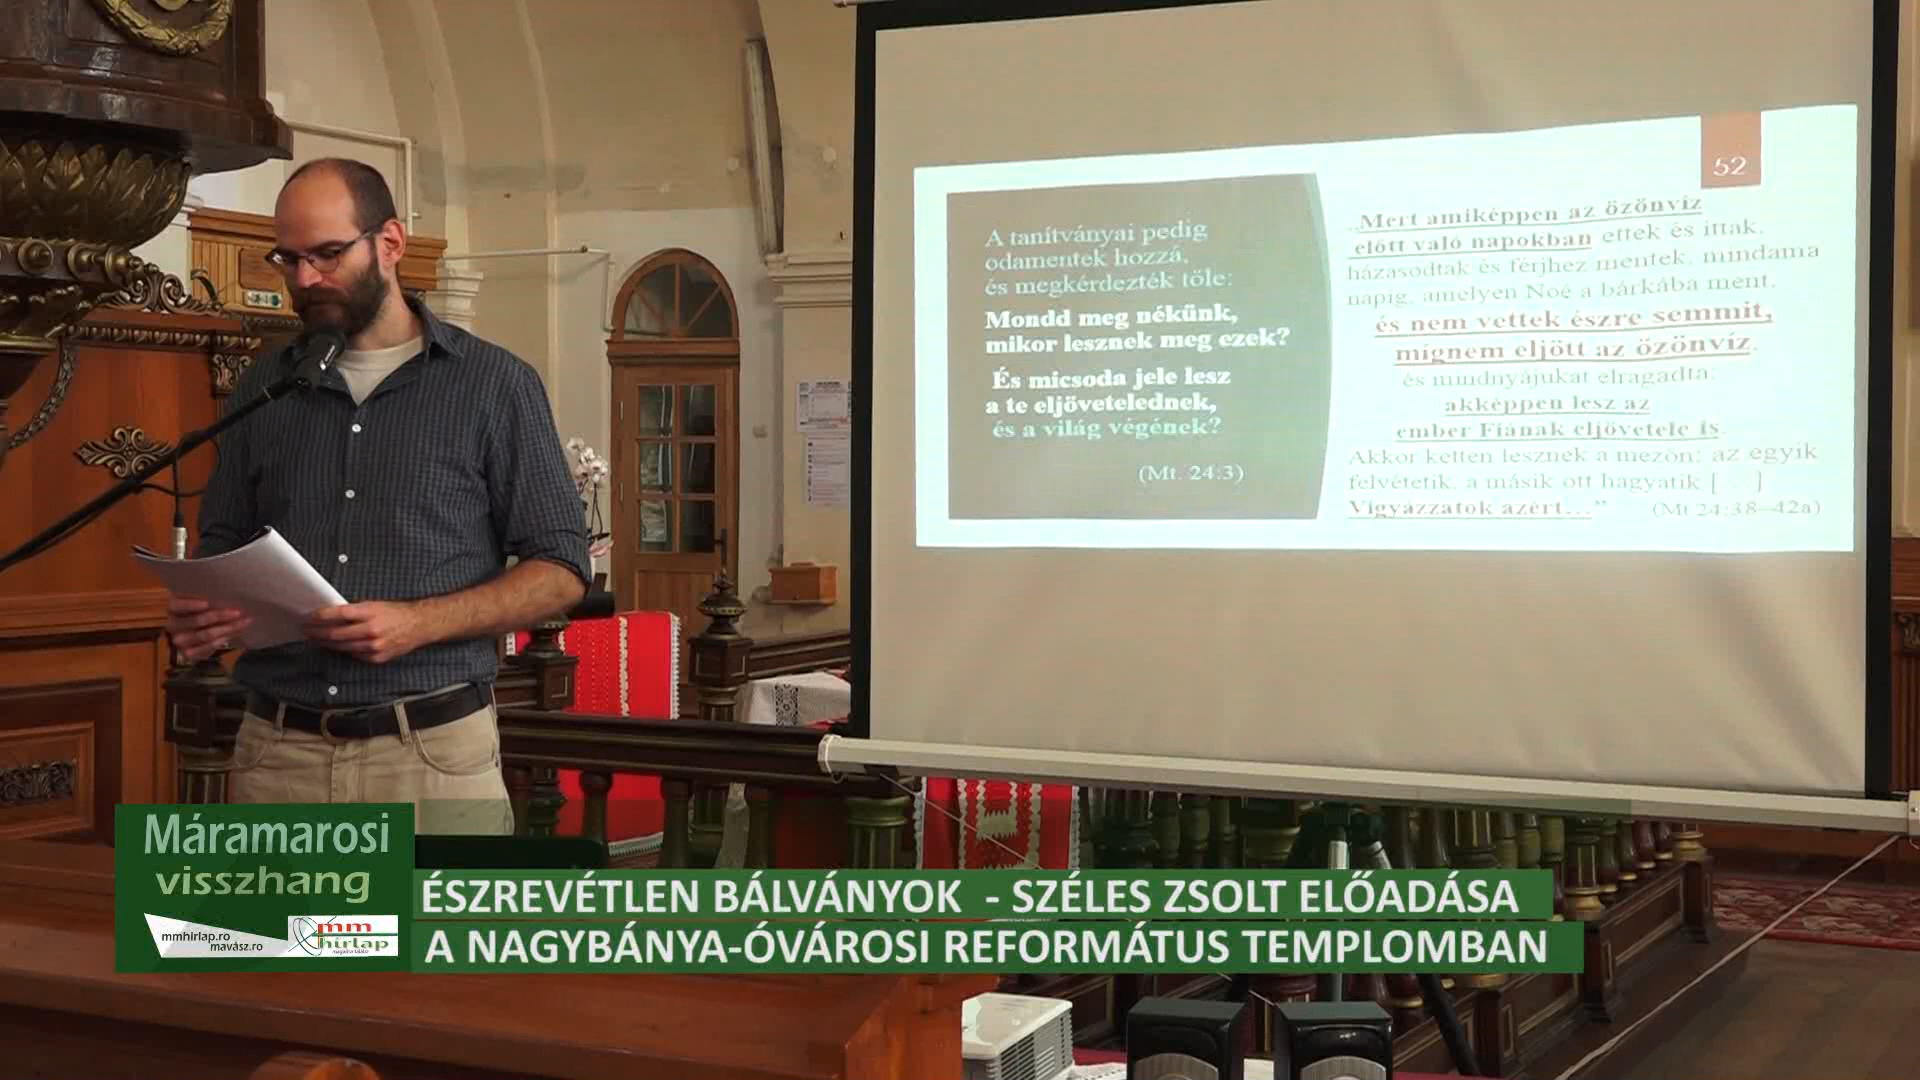 52
A tanítványai pedig
odamentek hozzá,
és megkérdezték tőle:
Mondd meg nékünk,
mikor lesznek meg ezek?
És micsoda jele lesz
a te eljövetelednek,
és a világ végének?
(Mt. 24:3)
„Mert amiképpen az özönvíz
előtt való napokban ettek és ittak,
házasodtak és férjhez mentek, mindama
napig, amelyen Noé a bárkába ment,
és nem vettek észre semmit,
mígnem eljött az özönvíz,
és mindnyájukat elragadta;
akképpen lesz az
ember Fiának eljövetele is.
Akkor ketten lesznek a mezőn; az egyik
felvétetik, a másik ott hagyatik [...]
Vigyázzatok azért…” (Mt 24:38–42a)
Máramarosi
visszhang
mmhirlap.ro
mavász.ro
mm
hírlap
ÉSZREVÉTLEN BÁLVÁNYOK - SZÉLES ZSOLT ELŐADÁSA
A NAGYBÁNYA-ÓVÁROSI REFORMÁTUS TEMPLOMBAN